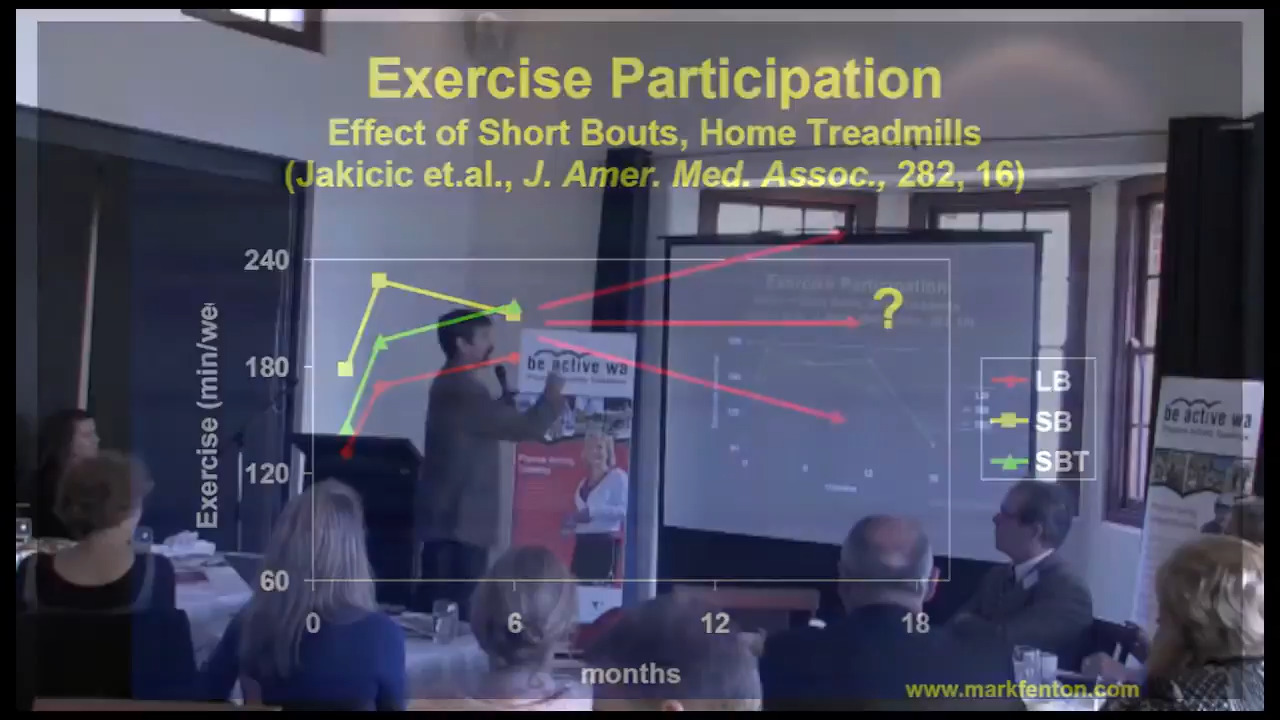 Exercise Participation
Effect of Short Bouts, Home Treadmills
(Jakicic et.al., J. Amer. Med. Assoc., 282, 16)
240
180
120
60
Exercise (min/we
0
6
12
18
months
?
LB
SB
SBT
be active wa
be active wa
Exercise Participation
www.markfenton.com